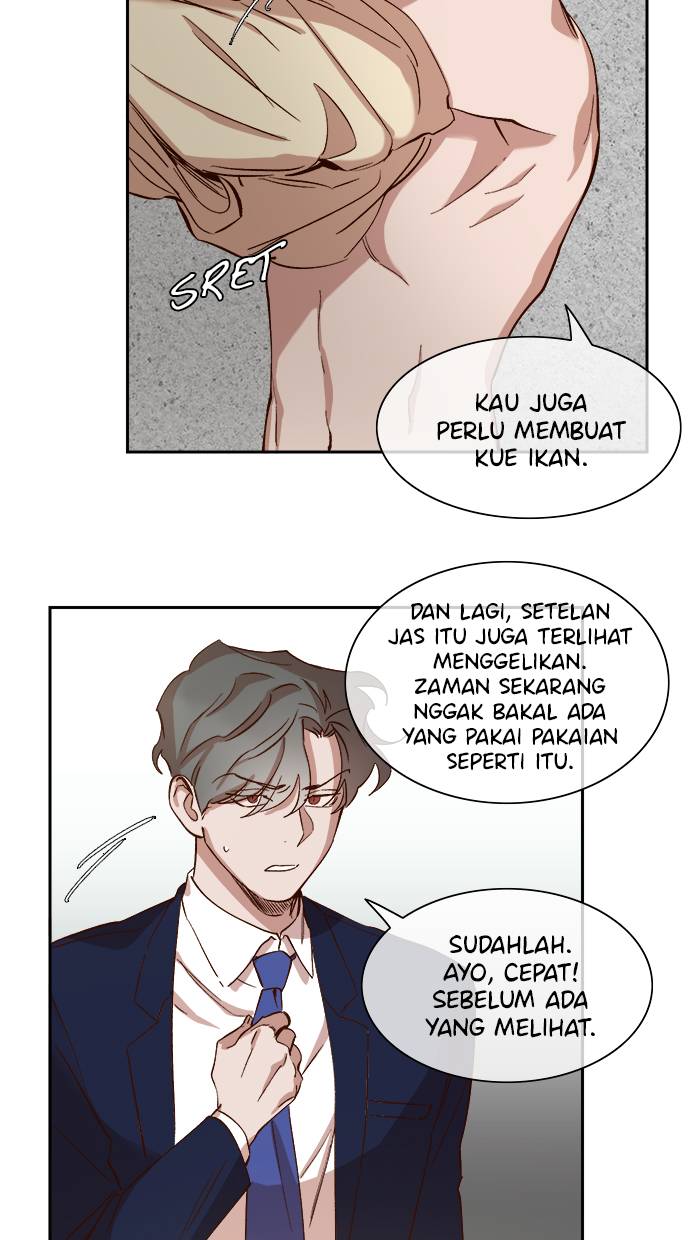 SRET
KAU JUGA
PERLU MEMBUAT
KUE IKAN.
DAN LAGI, SETELAN
JAS ITU JUGA TERLIHAT
MENGGELIKAN.
ZAMAN SEKARANG
NGGAK BAKAL ADA
YANG PAKAI PAKAIAN
SEPERTI ITU.
SUDAHLAH.
AYO, CEPAT!
SEBELUM ADA
YANG MELIHAT.